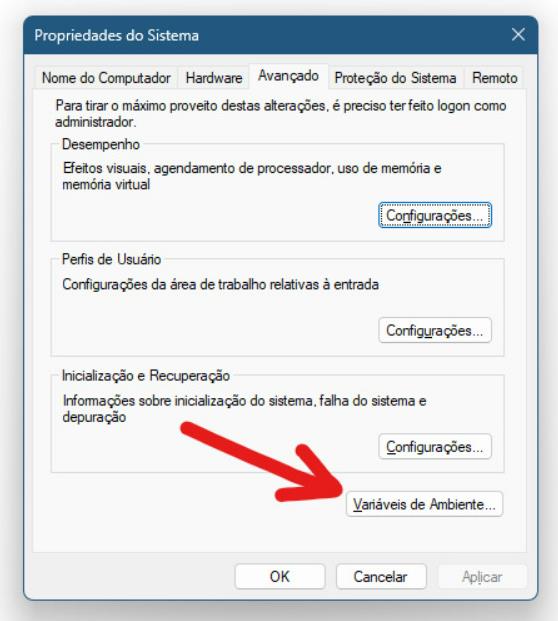 Propriedades do Sistema
Nome do Computador Hardware Avançado Proteção do Sistema Remoto
Para tirar o máximo proveito destas alterações, é preciso ter feito logon como
administrador.
Desempenho
Efeitos visuais, agendamento de processador, uso de memória e
memória virtual
Configurações...
Perfis de Usuário
Configurações da área de trabalho relativas à entrada
Configurações...
Inicialização e Recuperação
Informações sobre inicialização do sistema, falha do sistema e
depuração
Configurações...
Variáveis de Ambiente...
OK Cancelar Aplicar